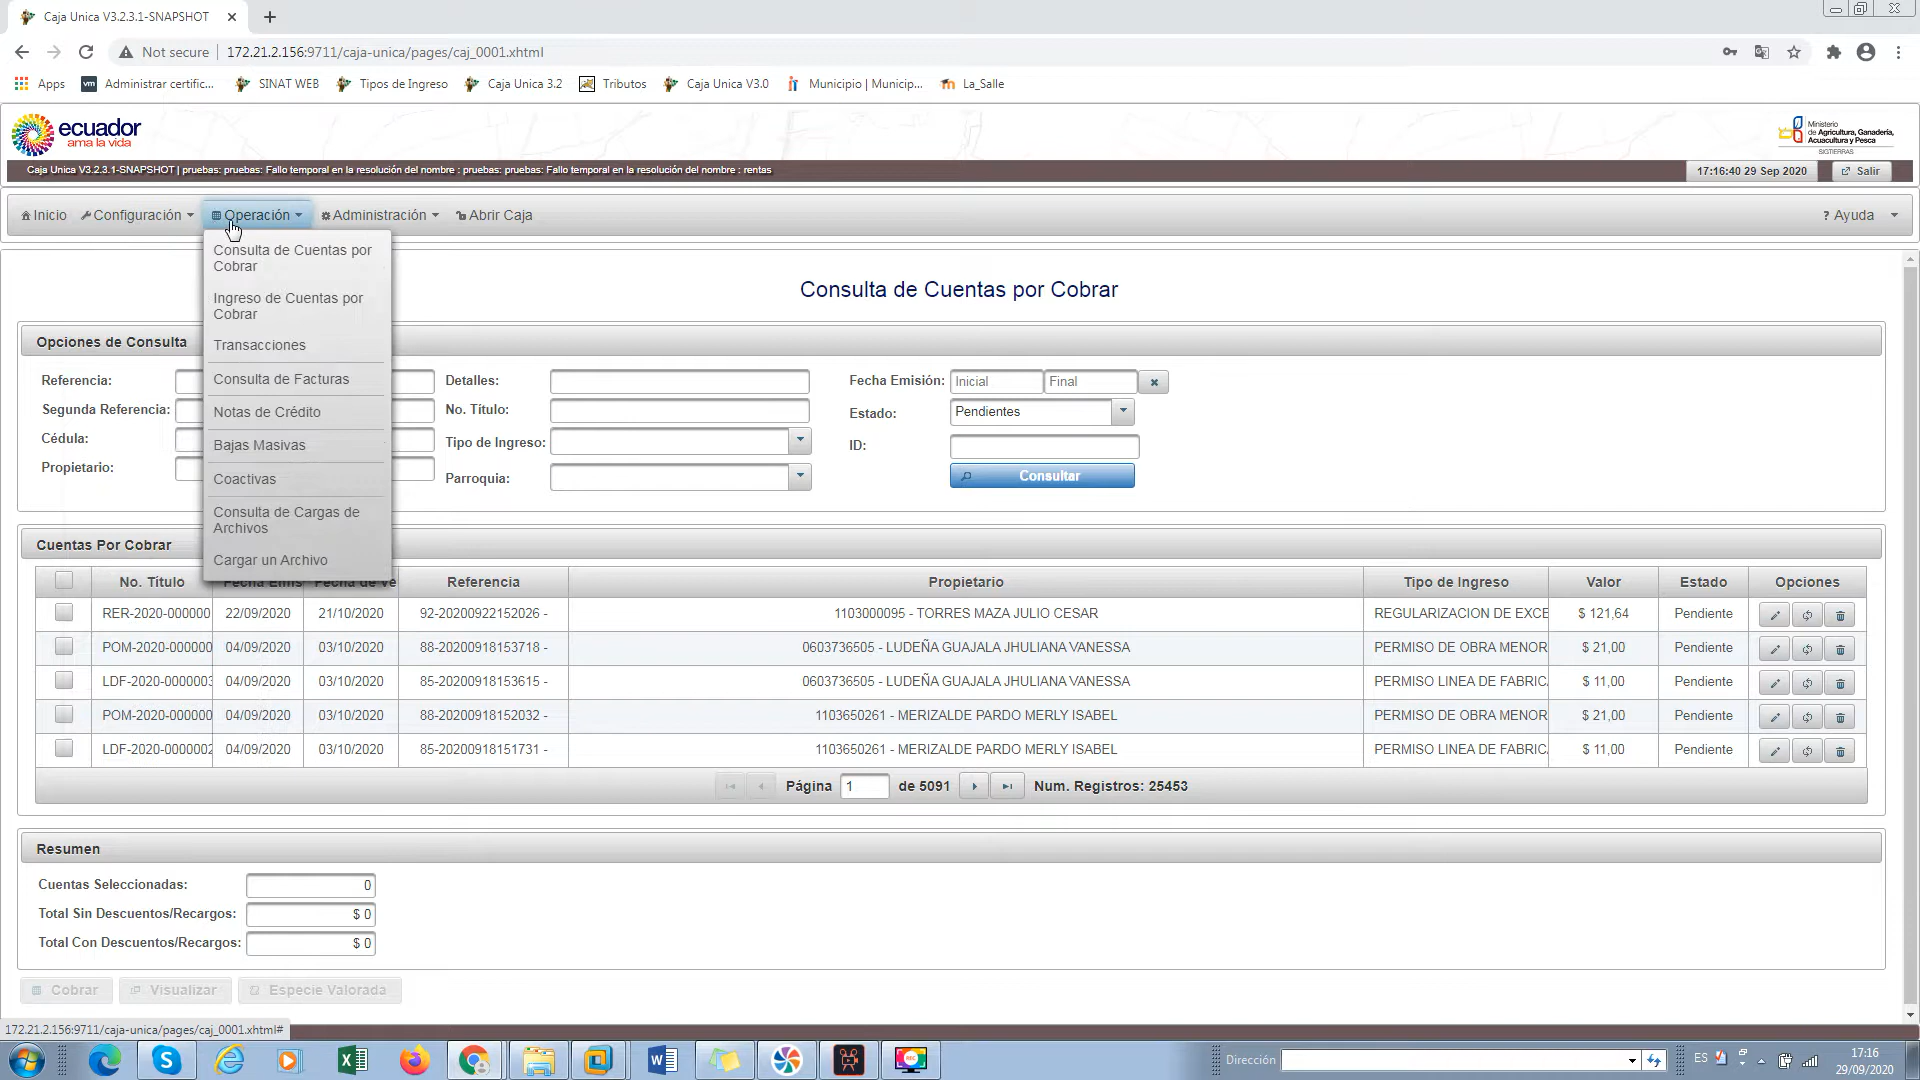 Caja Unica V3.2.3.1-SNAPSHOT
Not secure
172.21.2.156:9711/caja-unica/pages/caj_0001.xhtml
Apps
vm
Administrar certific...
SINAT WEB
Tipos de Ingreso
Caja Unica 3.2
Tributos
Caja Unica V3.0
Municipio | Municip...
La_Salle
ecuador
ama la vida
Ministerio
de Agricultura, Ganadería,
Acuacultura y Pesca
SIGTIERRAS
Caja Unica V3.2.3.1-SNAPSHOT | pruebas: pruebas: Fallo temporal en la resolución del nombre : pruebas: pruebas: Fallo temporal en la resolución del nombre : rentas
17:16:40 29 Sep 2020
Salir
Inicio
Configuración
Operación
Administración
Abrir Caja
? Ayuda
Consulta de Cuentas por
Cobrar
Ingreso de Cuentas por
Cobrar
Transacciones
Consulta de Facturas
Notas de Crédito
Bajas Masivas
Coactivas
Consulta de Cargas de
Archivos
Cargar un Archivo
Consulta de Cuentas por Cobrar
Opciones de Consulta
Referencia:
Segunda Referencia:
Cédula:
Propietario:
Detalles:
No. Título:
Tipo de Ingreso:
Parroquia:
Fecha Emisión: Inicial Final
Estado: Pendientes
ID:
Consultar
Cuentas Por Cobrar
No. Titulo Fecha Emis Fecha de Ve Referencia Propietario Tipo de Ingreso Valor Estado Opciones
RER-2020-000000 22/09/2020 21/10/2020 92-20200922152026 - 1103000095 - TORRES MAZA JULIO CESAR REGULARIZACION DE EXCE $ 121,64 Pendiente
POM-2020-000000 04/09/2020 03/10/2020 88-20200918153718 - 0603736505 - LUDEÑA GUAJALA JHULIANA VANESSA PERMISO DE OBRA MENOR $ 21,00 Pendiente
LDF-2020-0000003 04/09/2020 03/10/2020 85-20200918153615 - 0603736505 - LUDEÑA GUAJALA JHULIANA VANESSA PERMISO LINEA DE FABRIC. $ 11,00 Pendiente
POM-2020-000000 04/09/2020 03/10/2020 88-20200918152032 - 1103650261 - MERIZALDE PARDO MERLY ISABEL PERMISO DE OBRA MENOR $ 21,00 Pendiente
LDF-2020-0000002 04/09/2020 03/10/2020 85-20200918151731 - 1103650261 - MERIZALDE PARDO MERLY ISABEL PERMISO LINEA DE FABRIC. $ 11,00 Pendiente
Página 1 de 5091 Num. Registros: 25453
Resumen
Cuentas Seleccionadas: 0
Total Sin Descuentos/Recargos: $ 0
Total Con Descuentos/Recargos: $ 0
Cobrar
Visualizar
Especie Valorada
172.21.2.156:9711/caja-unica/pages/caj_0001.xhtml#
Dirección
ES
17:16
29/09/2020